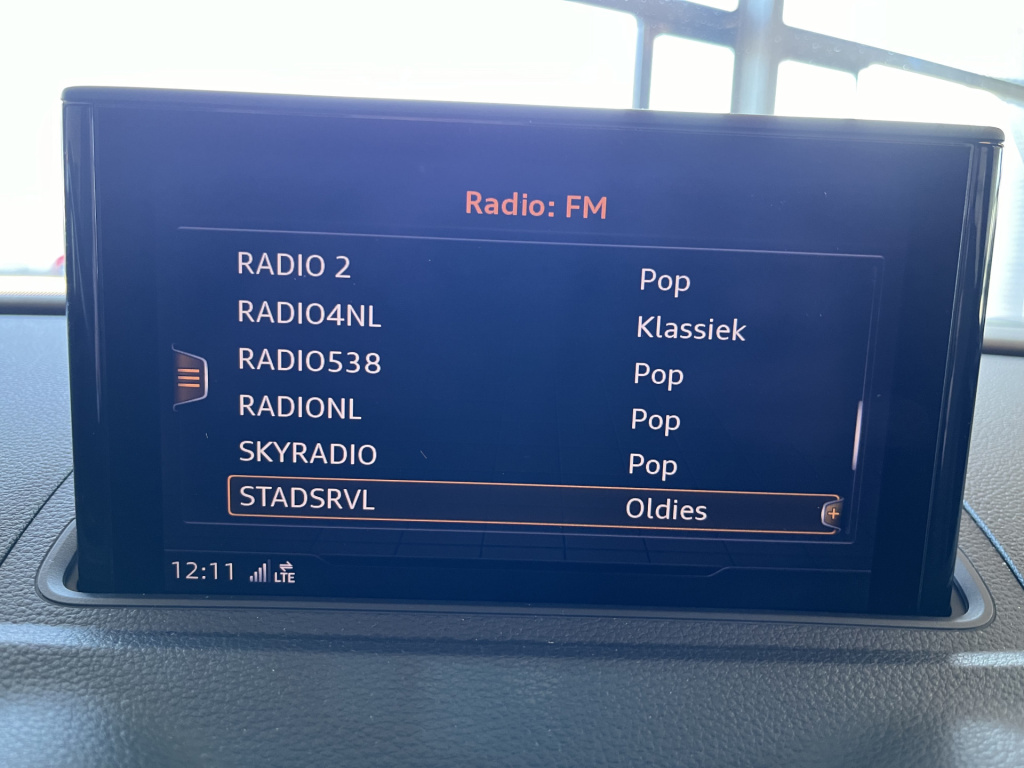 Radio: FM
RADIO 2 Pop
RADIO4NL Klassiek
RADIO538 Pop
RADIONL Pop
SKYRADIO Pop
STADSRVL Oldies
12:11 LTE